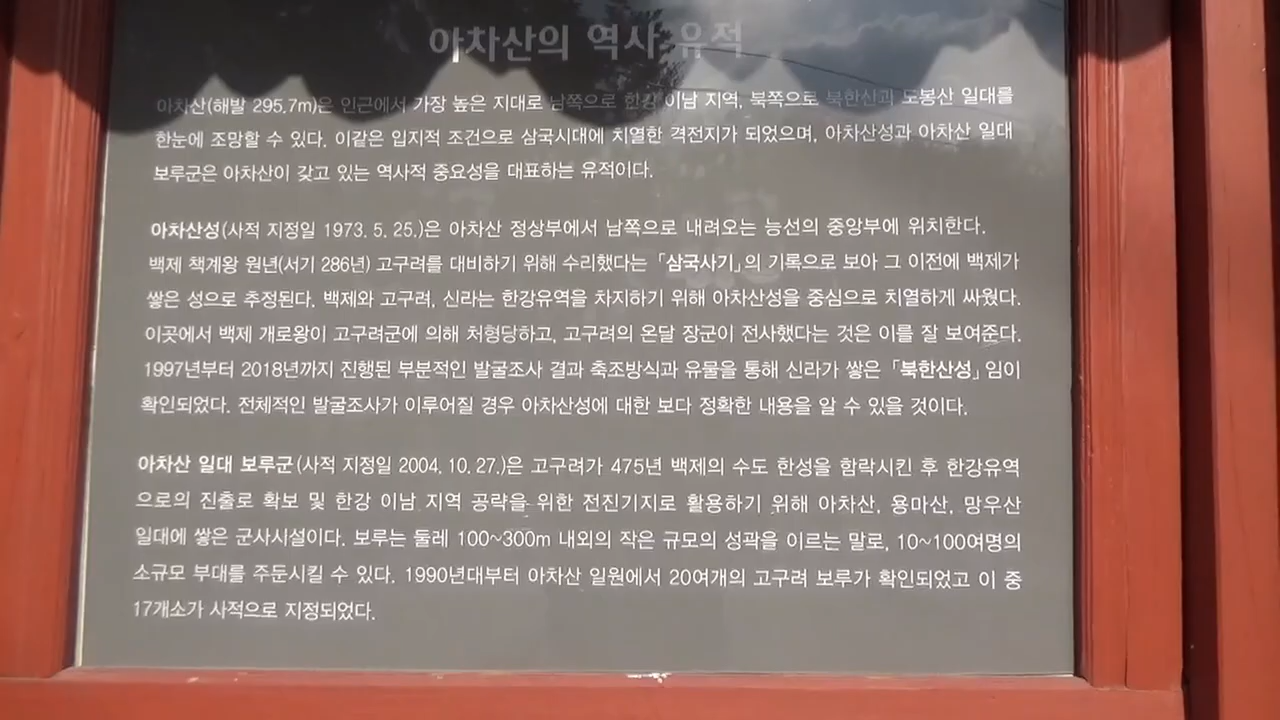 아차산의 역사 유적
아차산(해발 295.7m)은 인근에서 가장 높은 지대로 남쪽으로 한강 이남 지역, 북쪽으로 북한산과 도봉산 일대를
한눈에 조망할 수 있다. 이같은 입지적 조건으로 삼국시대에 치열한 격전지가 되었으며, 아차산성과 아차산 일대
보루군은 아차산이 갖고 있는 역사적 중요성을 대표하는 유적이다.
아차산성(사적 지정일 1973. 5. 25.)은 아차산 정상부에서 남쪽으로 내려오는 능선의 중앙부에 위치한다.
백제 책계왕 원년(서기 286년) 고구려를 대비하기 위해 수리했다는 「삼국사기」의 기록으로 보아 그 이전에 백제가
쌓은 성으로 추정된다. 백제와 고구려, 신라는 한강유역을 차지하기 위해 아차산성을 중심으로 치열하게 싸웠다.
이곳에서 백제 개로왕이 고구려군에 의해 처형당하고, 고구려의 온달 장군이 전사했다는 것은 이를 잘 보여준다.
1997년부터 2018년까지 진행된 부분적인 발굴조사 결과 축조방식과 유물을 통해 신라가 쌓은 「북한산성」임이
확인되었다. 전체적인 발굴조사가 이루어질 경우 아차산성에 대한 보다 정확한 내용을 알 수 있을 것이다.
아차산 일대 보루군(사적 지정일 2004. 10. 27.)은 고구려가 475년 백제의 수도 한성을 함락시킨 후 한강유역
으로의 진출로 확보 및 한강 이남 지역 공략을 위한 전진기지로 활용하기 위해 아차산, 용마산, 망우산
일대에 쌓은 군사시설이다. 보루는 둘레 100~300m 내외의 작은 규모의 성곽을 이르는 말로, 10~100여명의
소규모 부대를 주둔시킬 수 있다. 1990년대부터 아차산 일원에서 20여개의 고구려 보루가 확인되었고 이 중
17개소가 사적으로 지정되었다.